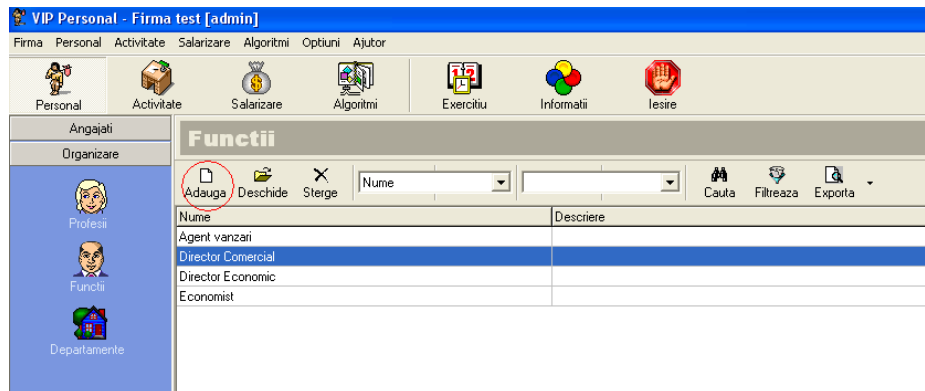 VIP Personal - Firma test [admin]
Firma Personal Activitate Salarizare Algoritmi Optiuni Ajutor
Personal Activitate Salarizare Algoritmi Exercitiu Informatii Iesire
Angajati
Organizare
Functii
Adauga Deschide Sterge Nume Cauta Filtreaza Exporta
Profesii
Functii
Departamente
Nume Descriere
Agent vanzari
Director Comercial
Director Economic
Economist